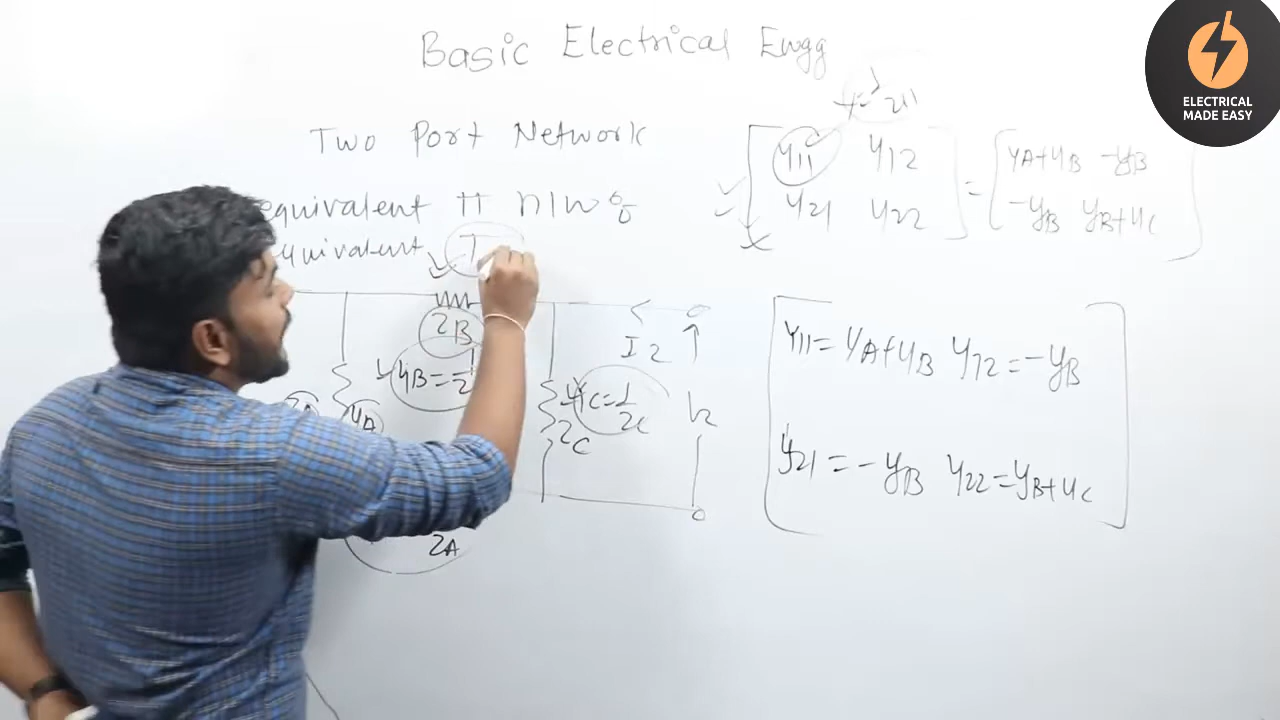 Basic Electrical Engg
ELECTRICAL
MADE EASY
Two Port Network
equivalent π n/w
equivalent T
Y11 Y12
Y21 Y22
=
YA+YB -YB
-YB YB+YC
ZB
YB=1/Z
YA
ZA
I2
YC=1/ZC
ZC
V2
Y11=YA+YB Y12=-YB
Y21=-YB Y22=YB+YC